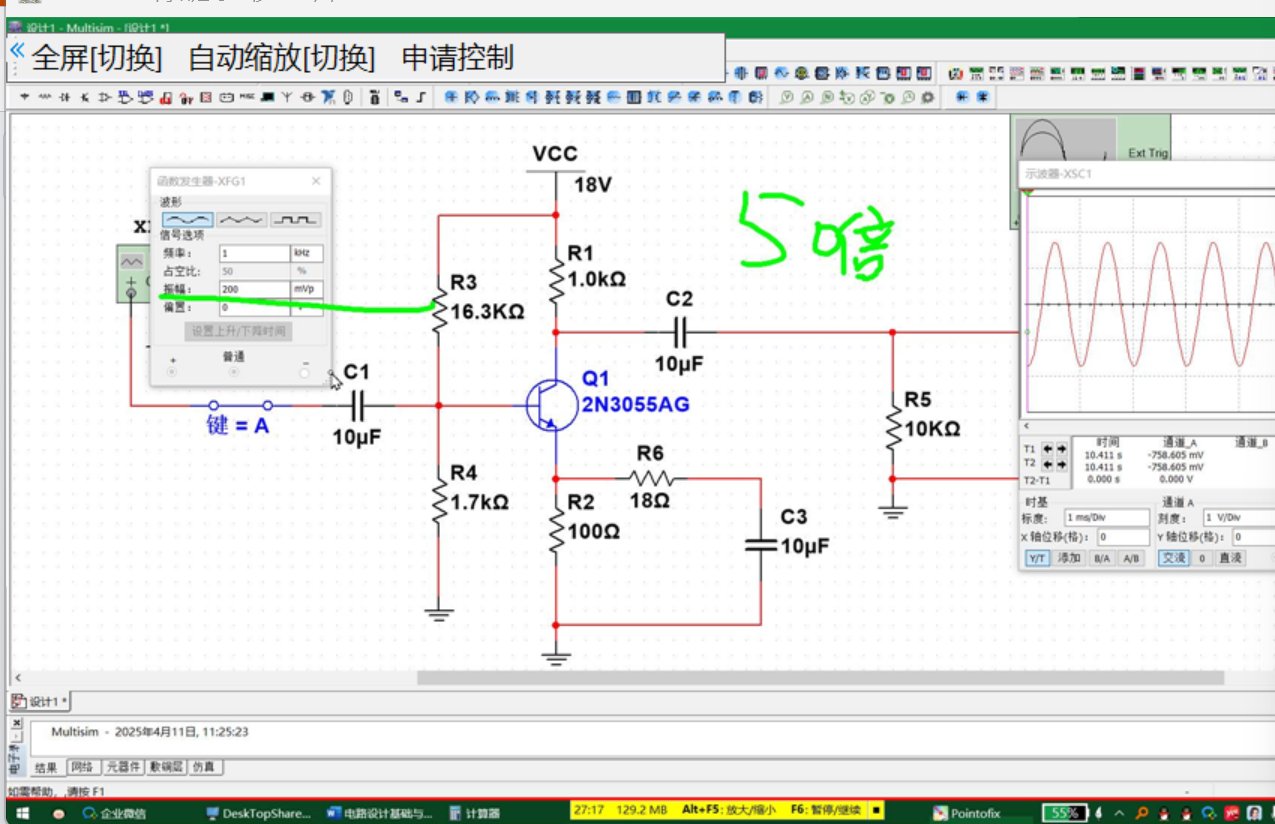 设计1 - Multisim - [设计1 *]
全屏[切换] 自动缩放[切换] 申请控制
VCC
18V
函数发生器-XFG1
波形
信号选项
频率: 1 kHz
占空比: 50 %
振幅: 200 mVp
偏置: 0
设置上升/下降时间
+ 普通 −
50倍
R1
1.0kΩ
R3
16.3KΩ
C2
10μF
C1
10μF
键 = A
Q1
2N3055AG
R5
10KΩ
R4
1.7kΩ
R6
18Ω
R2
100Ω
C3
10μF
Ext Trig
示波器-XSC1
时间 通道_A 通道_B
T1 10.411 s -758.605 mV
T2 10.411 s -758.605 mV
T2-T1 0.000 s 0.000 V
时基 通道 A
标度: 1 ms/Div 刻度: 1 V/Div
X 轴位移(格): 0 Y 轴位移(格): 0
Y/T 添加 B/A A/B 交流 0 直流
设计1 *
Multisim - 2025年4月11日, 11:25:23
结果 网络 元器件 敷铜层 仿真
如需帮助,请按 F1
企业微信 DeskTopShare... 电路设计基础与... 计算器 27:17 129.2 MB Alt+F5: 放大/缩小 F6: 暂停/继续 Pointofix 55%